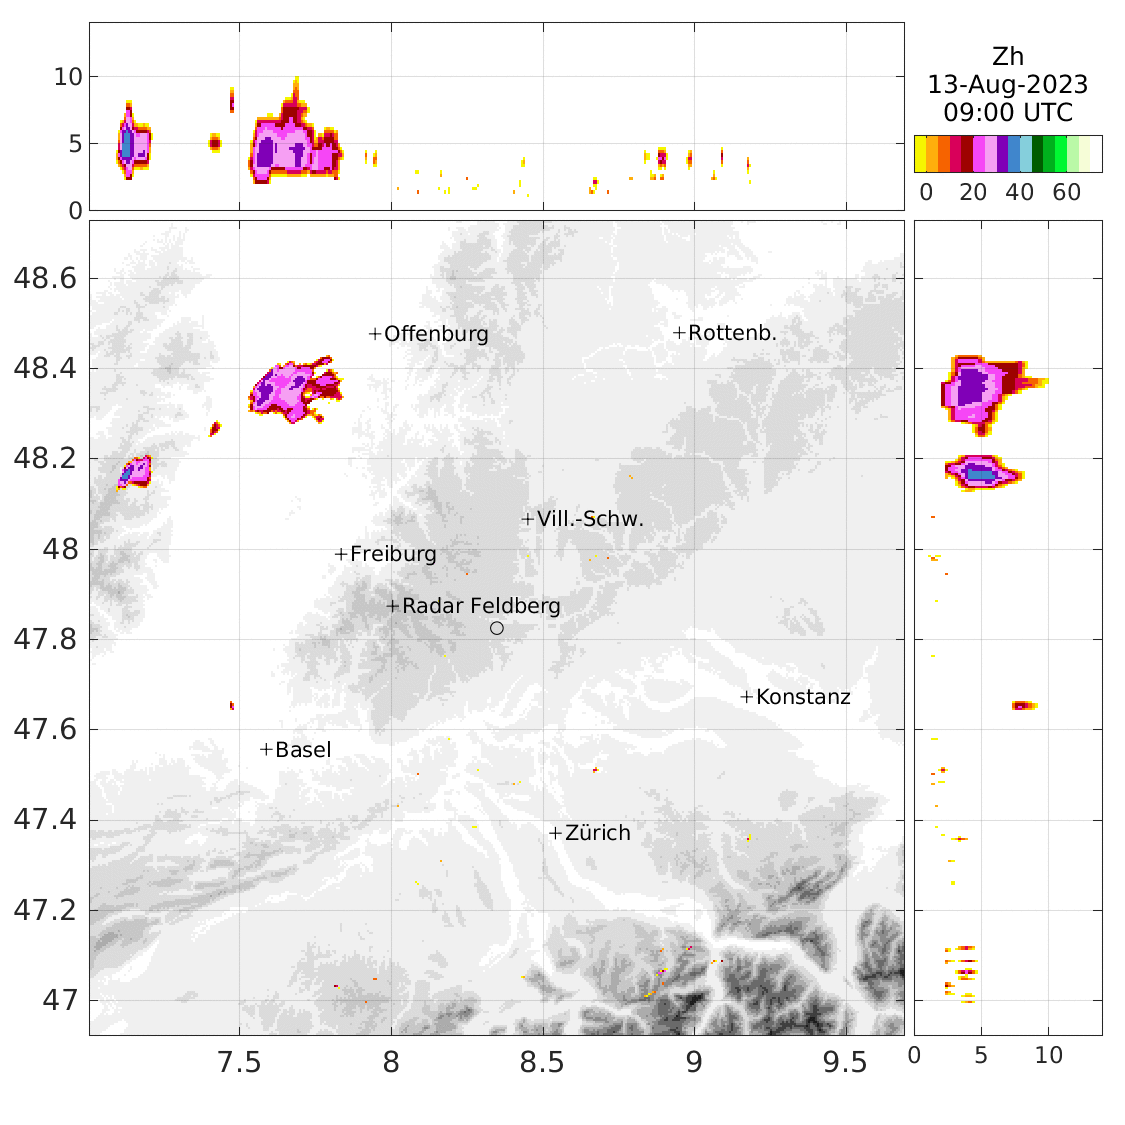 10
5
0
Zh
13-Aug-2023
09:00 UTC
0 20 40 60
48.6
48.4
48.2
48
47.8
47.6
47.4
47.2
47
Offenburg
Rottenb.
Vill.-Schw.
Freiburg
Radar Feldberg
Konstanz
Basel
Zürich
7.5 8 8.5 9 9.5
0 5 10